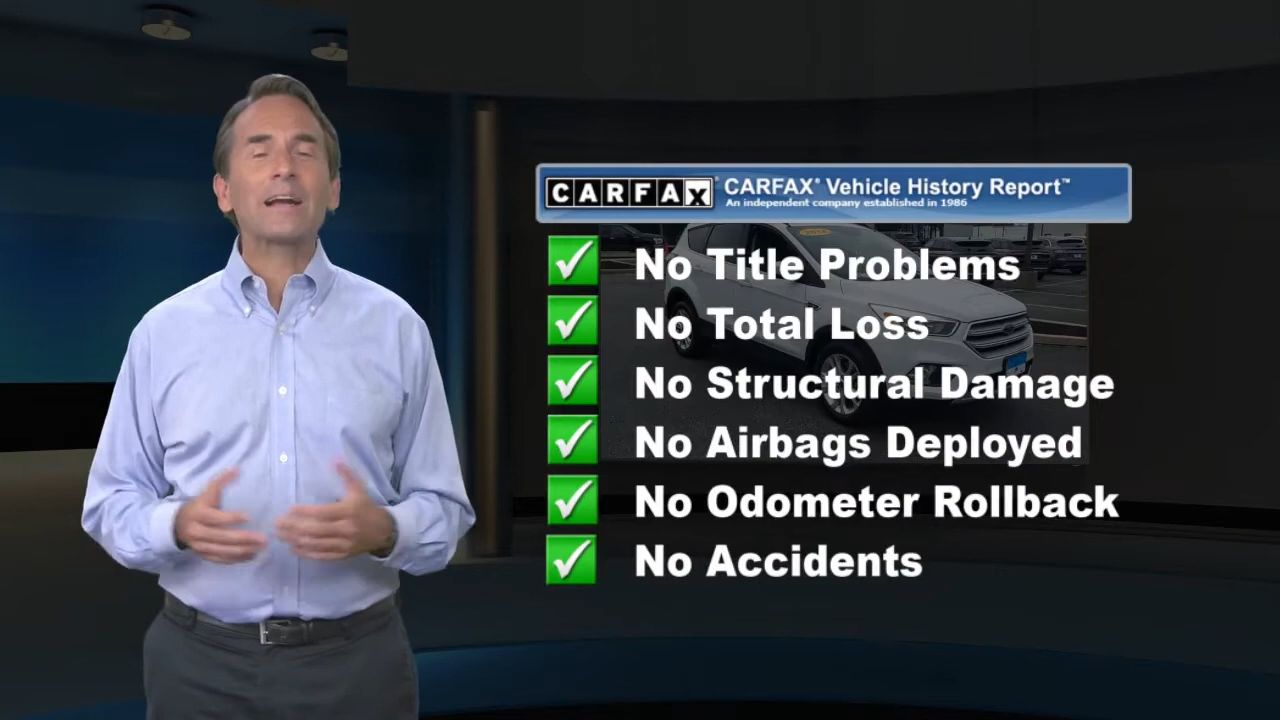 CARFAX® CARFAX® Vehicle History Report™
An independent company established in 1986
No Title Problems
No Total Loss
No Structural Damage
No Airbags Deployed
No Odometer Rollback
No Accidents